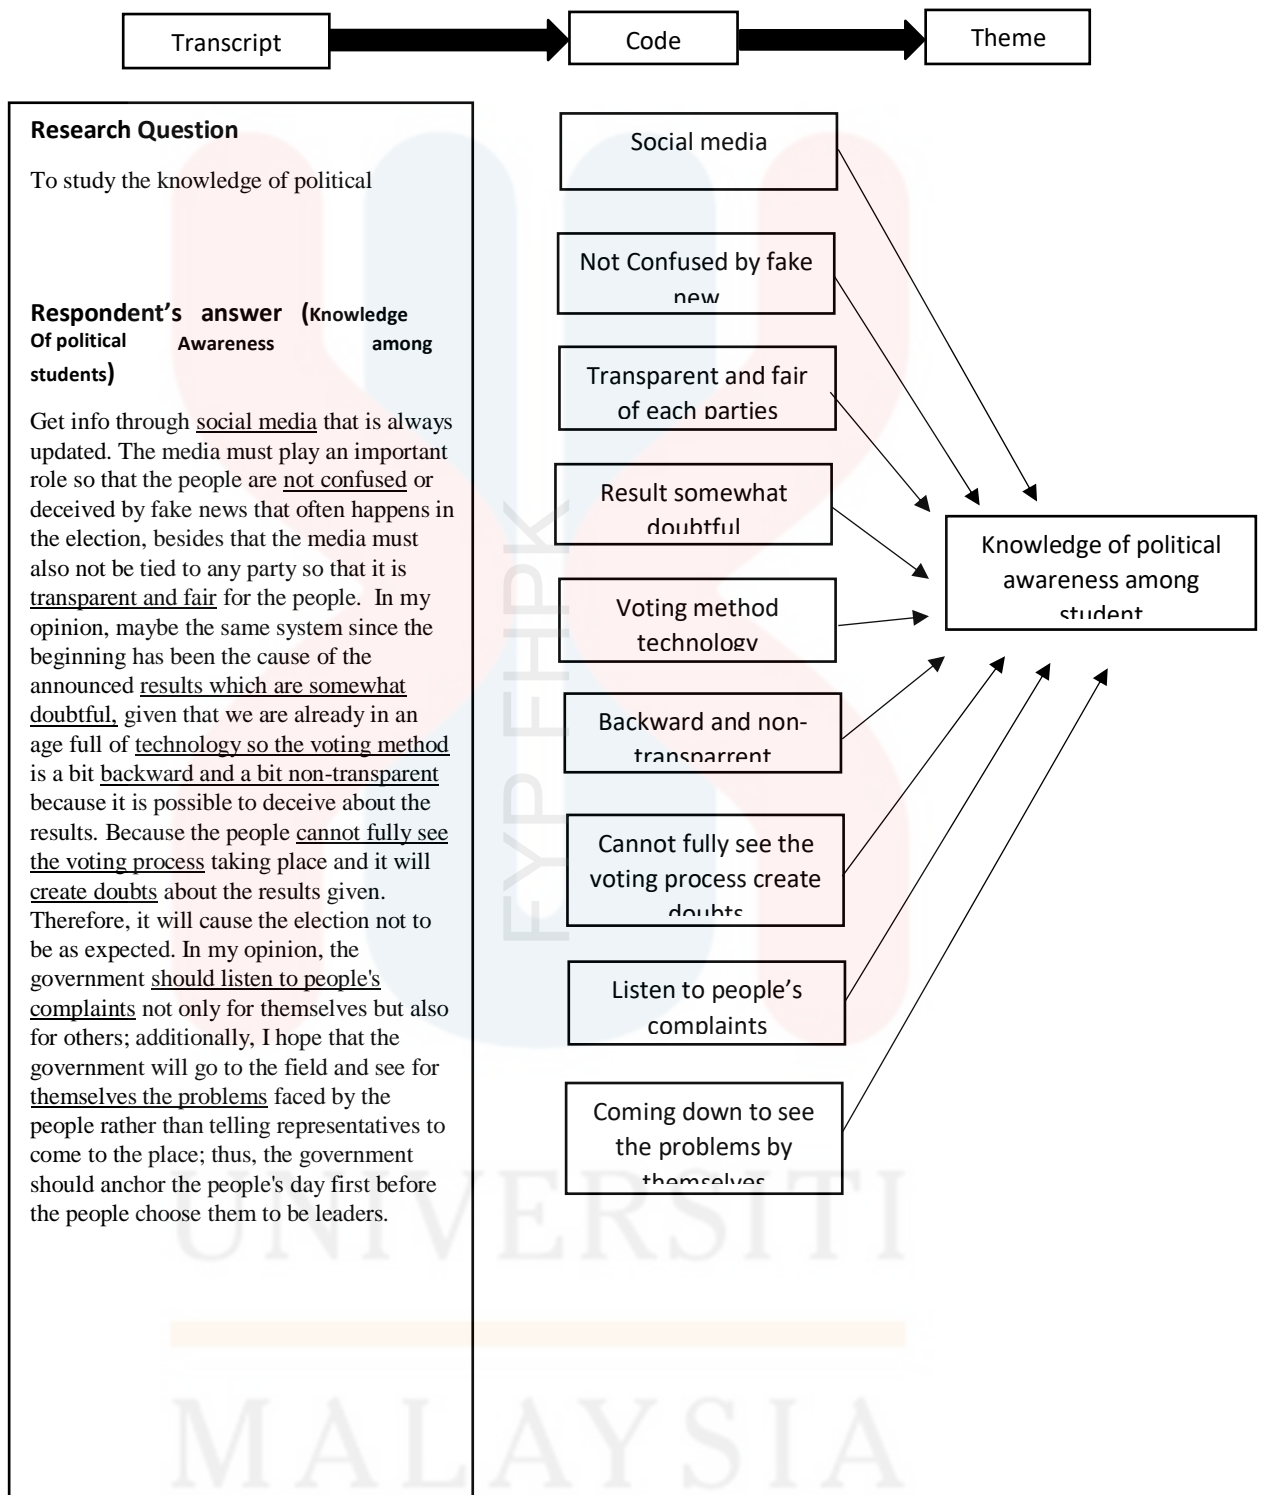 Transcript
Code
Theme
Research Question
To study the knowledge of political
Respondent's answer (Knowledge
Of political Awareness among
students)
Get info through social media that is always
updated. The media must play an important
role so that the people are not confused or
deceived by fake news that often happens in
the election, besides that the media must
also not be tied to any party so that it is
transparent and fair for the people. In my
opinion, maybe the same system since the
beginning has been the cause of the
announced results which are somewhat
doubtful, given that we are already in an
age full of technology so the voting method
is a bit backward and a bit non-transparent
because it is possible to deceive about the
results. Because the people cannot fully see
the voting process taking place and it will
create doubts about the results given.
Therefore, it will cause the election not to
be as expected. In my opinion, the
government should listen to people's
complaints not only for themselves but also
for others; additionally, I hope that the
government will go to the field and see for
themselves the problems faced by the
people rather than telling representatives to
come to the place; thus, the government
should anchor the people's day first before
the people choose them to be leaders.
Social media
Not Confused by fake
new
Transparent and fair
of each parties
Result somewhat
doubtful
Voting method
technology
Backward and non-
transparrent
Cannot fully see the
voting process create
doubts
Listen to people's
complaints
Coming down to see
the problems by
themselves
Knowledge of political
awareness among
student
FYP FHPK
UNIVERSITI
MALAYSIA